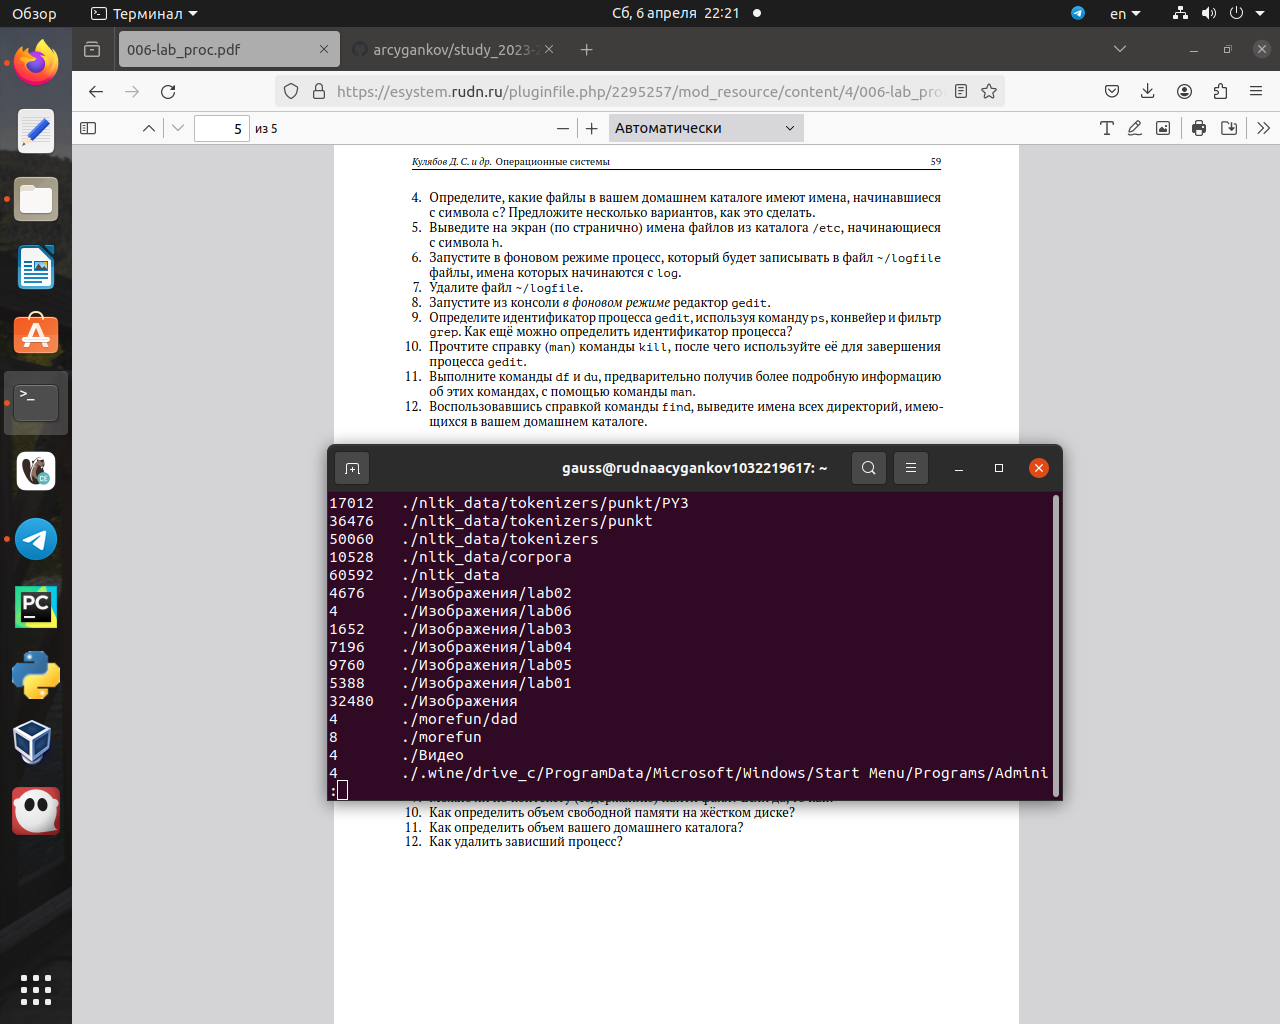 Обзор
Терминал
Сб, 6 апреля 22:21
en
006-lab_proc.pdf
arcygankov/study_2023-2
https://esystem.rudn.ru/pluginfile.php/2295257/mod_resource/content/4/006-lab_pro
5
из 5
Автоматически
Кулябов Д. С. и др. Операционные системы
59
4. Определите, какие файлы в вашем домашнем каталоге имеют имена, начинавшиеся
с символа c? Предложите несколько вариантов, как это сделать.
5. Выведите на экран (по странично) имена файлов из каталога /etc, начинающиеся
с символа h.
6. Запустите в фоновом режиме процесс, который будет записывать в файл ~/logfile
файлы, имена которых начинаются с log.
7. Удалите файл ~/logfile.
8. Запустите из консоли в фоновом режиме редактор gedit.
9. Определите идентификатор процесса gedit, используя команду ps, конвейер и фильтр
grep. Как ещё можно определить идентификатор процесса?
10. Прочтите справку (man) команды kill, после чего используйте её для завершения
процесса gedit.
11. Выполните команды df и du, предварительно получив более подробную информацию
об этих командах, с помощью команды man.
12. Воспользовавшись справкой команды find, выведите имена всех директорий, имею-
щихся в вашем домашнем каталоге.
gauss@rudnaacygankov1032219617: ~
17012 ./nltk_data/tokenizers/punkt/PY3
36476 ./nltk_data/tokenizers/punkt
50060 ./nltk_data/tokenizers
10528 ./nltk_data/corpora
60592 ./nltk_data
4676 ./Изображения/lab02
4 ./Изображения/lab06
1652 ./Изображения/lab03
7196 ./Изображения/lab04
9760 ./Изображения/lab05
5388 ./Изображения/lab01
32480 ./Изображения
4 ./morefun/dad
8 ./morefun
4 ./Видео
4 ./.wine/drive_c/ProgramData/Microsoft/Windows/Start Menu/Programs/Admini
:
10. Как определить объем свободной памяти на жёстком диске?
11. Как определить объем вашего домашнего каталога?
12. Как удалить зависший процесс?